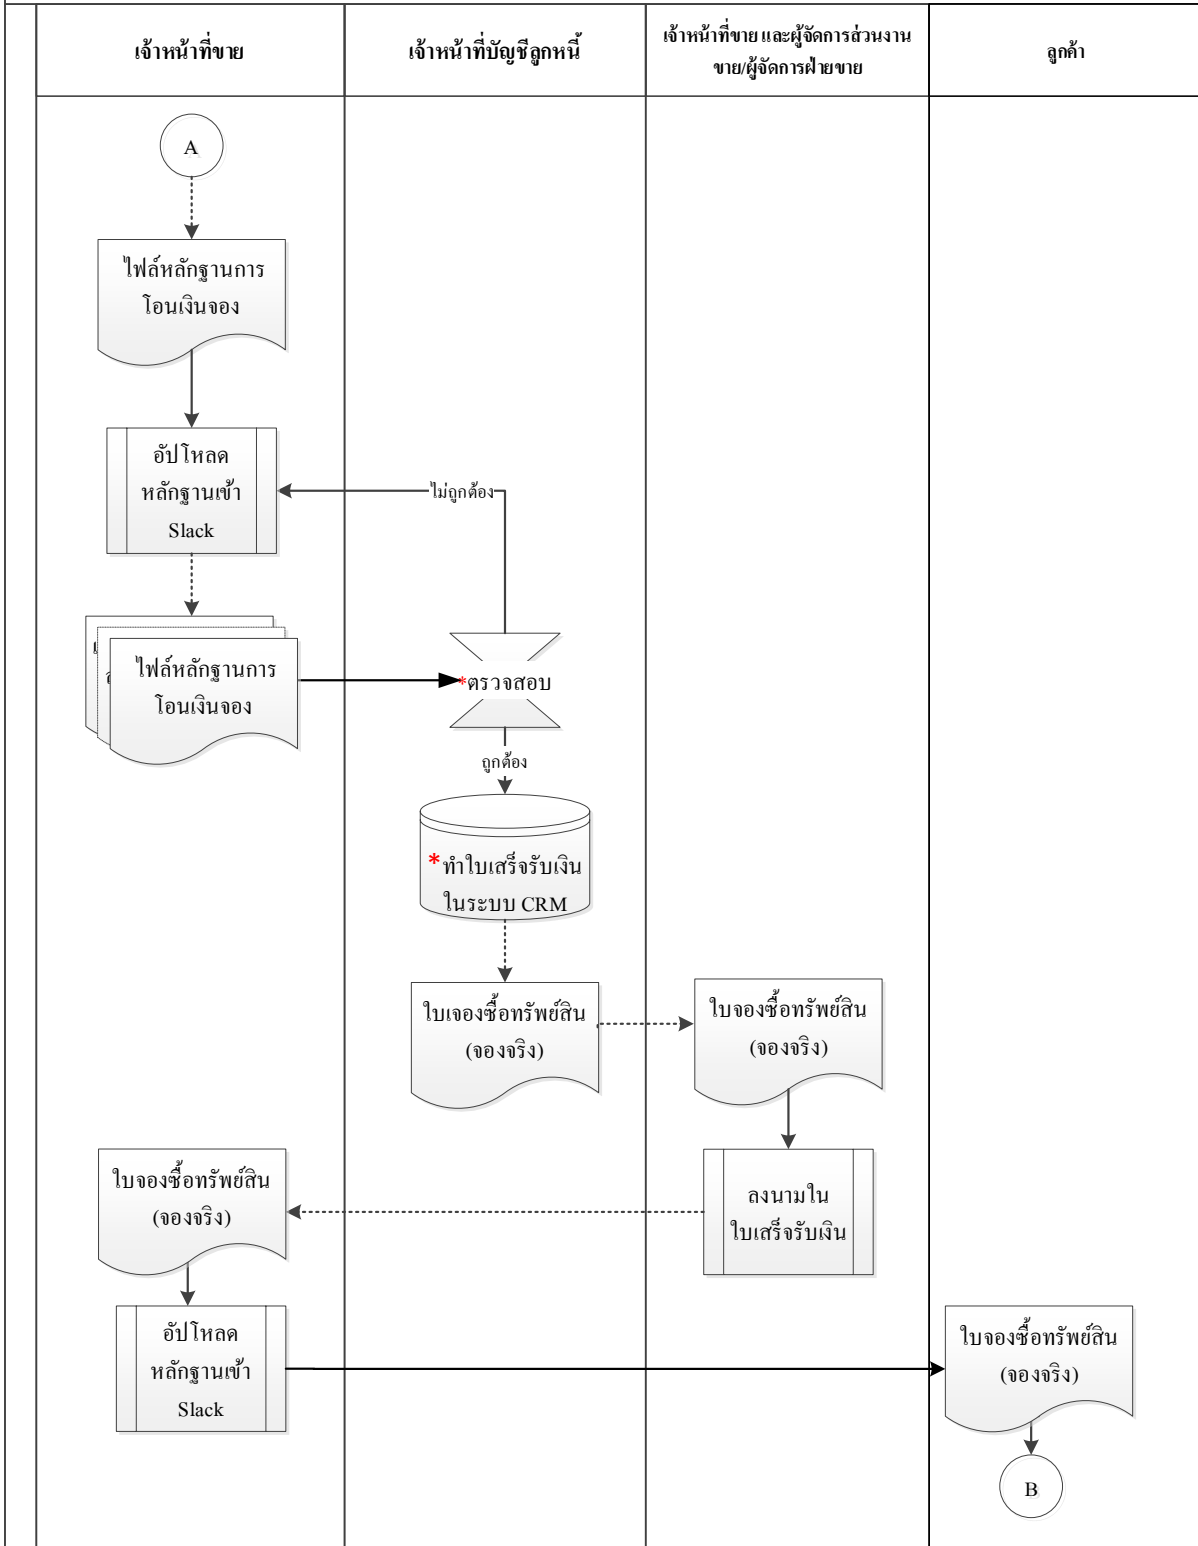 เจ้าหน้าที่ขาย
เจ้าหน้าที่บัญชีลูกหนี้
เจ้าหน้าที่ขาย และผู้จัดการส่วนงาน
ขาย/ผู้จัดการฝ่ายขาย
ลูกค้า
A
ไฟล์หลักฐานการ
โอนเงินจอง
อัปโหลด
หลักฐานเข้า
Slack
ไม่ถูกต้อง
ไฟล์หลักฐานการ
โอนเงินจอง
*ตรวจสอบ
ถูกต้อง
*ทำใบเสร็จรับเงิน
ในระบบ CRM
ใบเจองซื้อทรัพย์สิน
(จองจริง)
ใบจองซื้อทรัพย์สิน
(จองจริง)
ลงนามใน
ใบเสร็จรับเงิน
ใบจองซื้อทรัพย์สิน
(จองจริง)
อัปโหลด
หลักฐานเข้า
Slack
ใบจองซื้อทรัพย์สิน
(จองจริง)
B